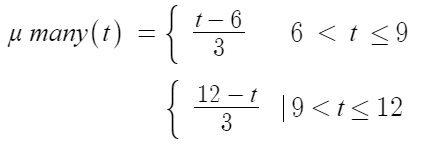 μ many(t) = { (t − 6)/3   6 < t ≤ 9
{ (12 − t)/3   | 9 < t ≤ 12